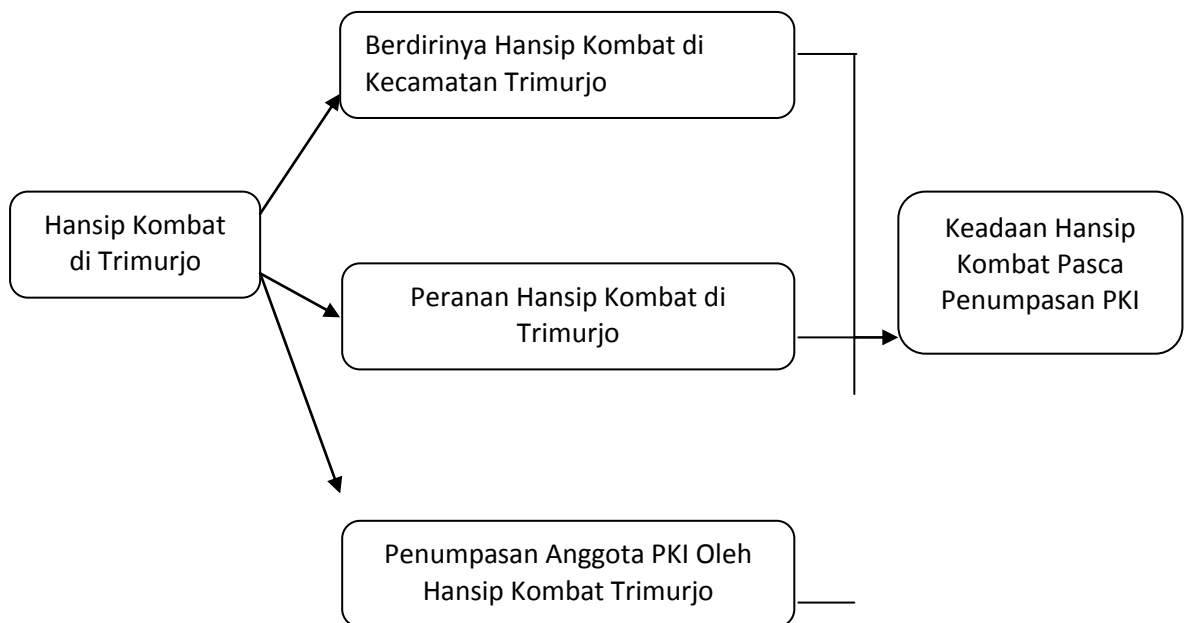 Berdirinya Hansip Kombat di
Kecamatan Trimurjo
Hansip Kombat
di Trimurjo
Peranan Hansip Kombat di
Trimurjo
Penumpasan Anggota PKI Oleh
Hansip Kombat Trimurjo
Keadaan Hansip
Kombat Pasca
Penumpasan PKI